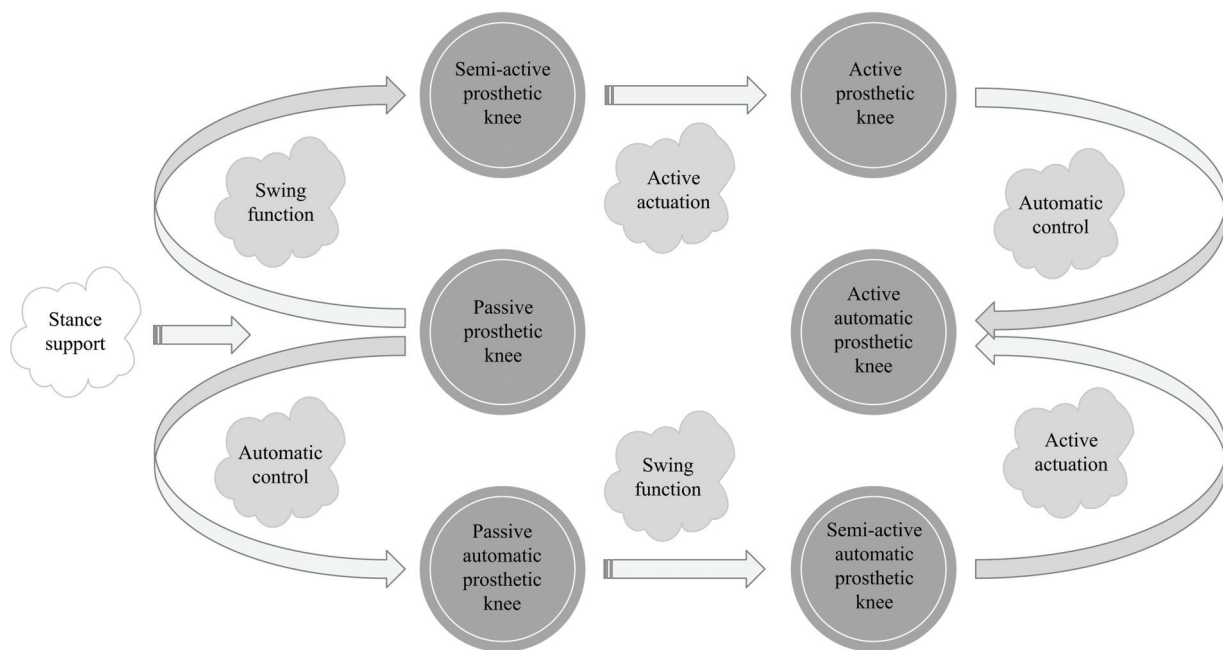 Semi-active
prosthetic
knee
Active
prosthetic
knee
Swing
function
Active
actuation
Automatic
control
Stance
support
Passive
prosthetic
knee
Active
automatic
prosthetic
knee
Automatic
control
Swing
function
Active
actuation
Passive
automatic
prosthetic
knee
Semi-active
automatic
prosthetic
knee